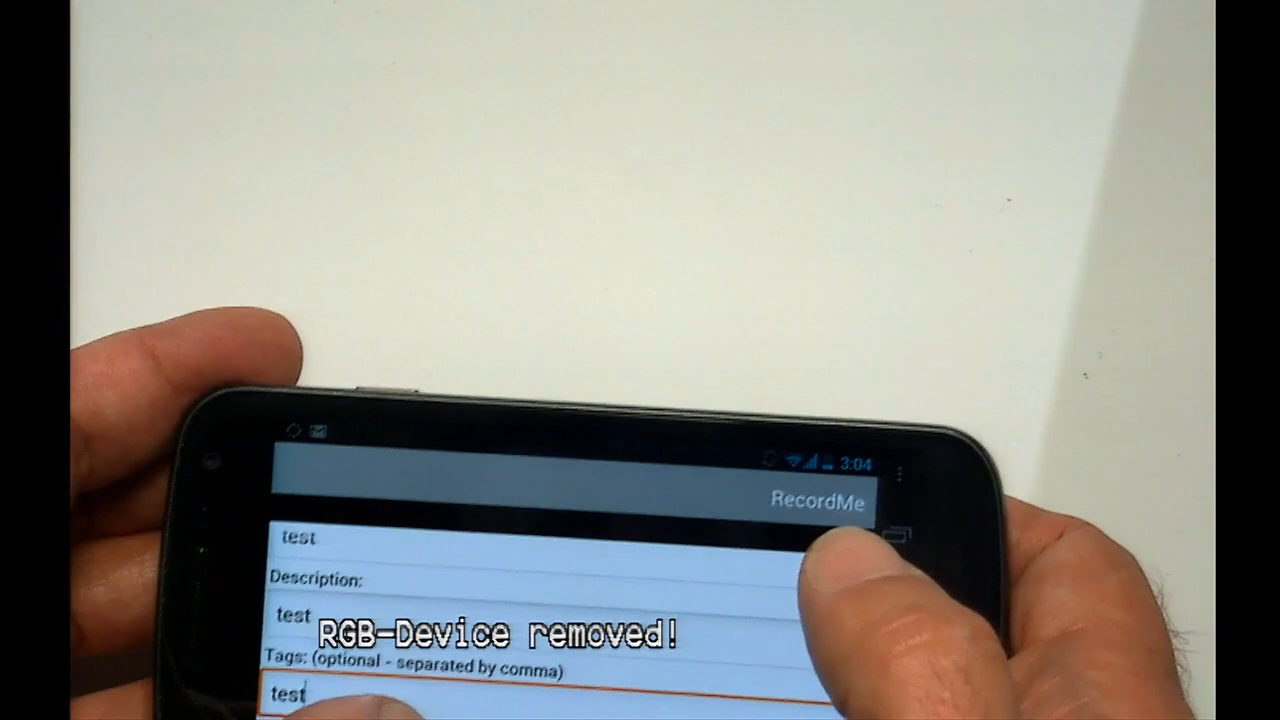 3:04
RecordMe
test
Description:
test
RGB-Device removed!
Tags: (optional - separated by comma)
test